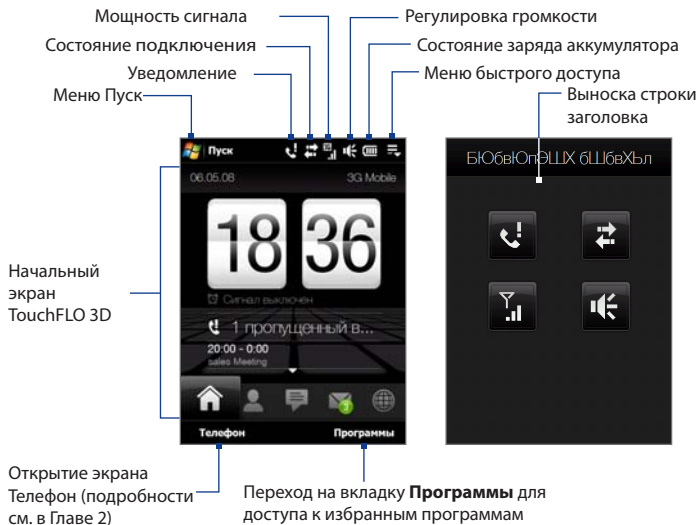 Мощность сигнала
Регулировка громкости
Состояние подключения
Состояние заряда аккумулятора
Уведомление
Меню быстрого доступа
Меню Пуск
Выноска строки
заголовка
Пуск
06.05.08
3G Mobile
18 36
Сигнал выключен
1 пропущенный в...
20:00 - 0:00
sales Meeting
3
Телефон
Программы
БЮбвЮпЭШХ бШбвХЬл
Начальный
экран
TouchFLO 3D
Открытие экрана
Телефон (подробности
см. в Главе 2)
Переход на вкладку Программы для
доступа к избранным программам